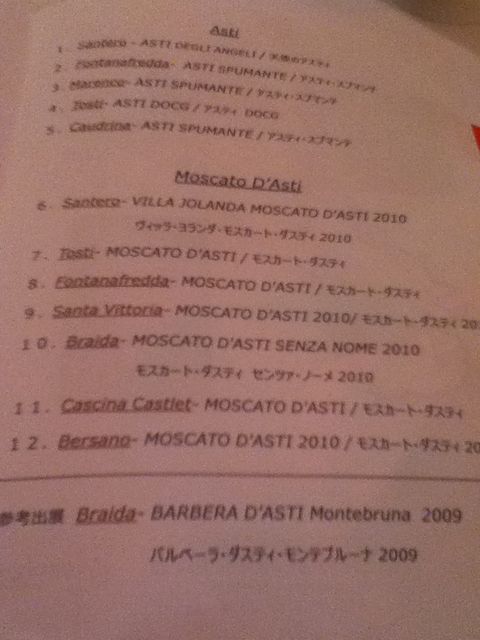 Asti
1. Santero- ASTI DEGLI ANGELI / 天使のアスティ
2. Fontanafredda- ASTI SPUMANTE / アスティ・スプマンテ
3. Marenco- ASTI SPUMANTE / アスティ・スプマンテ
4. Tosti- ASTI DOCG / アスティ DOCG
5. Caudrina- ASTI SPUMANTE / アスティ・スプマンテ
Moscato D'Asti
6. Santero- VILLA JOLANDA MOSCATO D'ASTI 2010
ヴィッラ・ヨランダ・モスカート・ダスティ 2010
7. Tosti- MOSCATO D'ASTI / モスカート・ダスティ
8. Fontanafredda- MOSCATO D'ASTI / モスカート・ダスティ
9. Santa Vittoria- MOSCATO D'ASTI 2010/ モスカート・ダスティ 20
10. Braida- MOSCATO D'ASTI SENZA NOME 2010
モスカート・ダスティ センツァ・ノーメ 2010
11. Cascina Castlet- MOSCATO D'ASTI / モスカート・ダスティ
12. Bersano- MOSCATO D'ASTI 2010 / モスカート・ダスティ 20
参考出展 Braida- BARBERA D'ASTI Montebruna 2009
バルベーラ・ダスティ・モンテブルーナ 2009